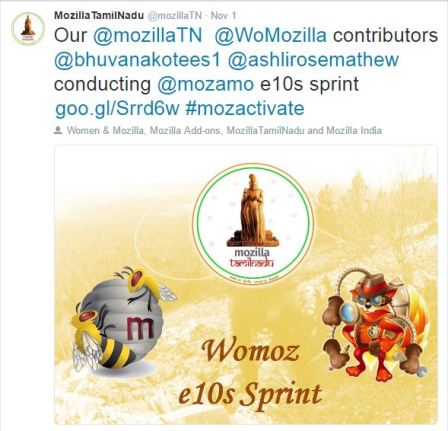 MozillaTamilNadu @mozillaTN · Nov 1
Our @mozillaTN @WoMozilla contributors
@bhuvanakotees1 @ashlirosemathew
conducting @mozamo e10s sprint
goo.gl/Srrd6w #mozactivate
Women & Mozilla, Mozilla Add-ons, MozillaTamilNadu and Mozilla India
mozilla
tamilnadu
m
Womoz
e10s Sprint